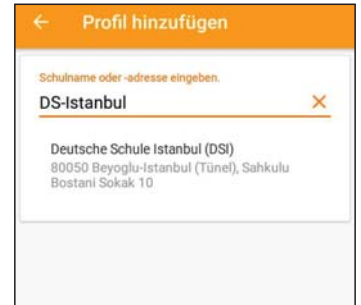 Profil hinzufügen
Schulname oder -adresse eingeben.
DS-Istanbul
Deutsche Schule Istanbul (DSI)
80050 Beyoglu-Istanbul (Tünel), Sahkulu
Bostani Sokak 10